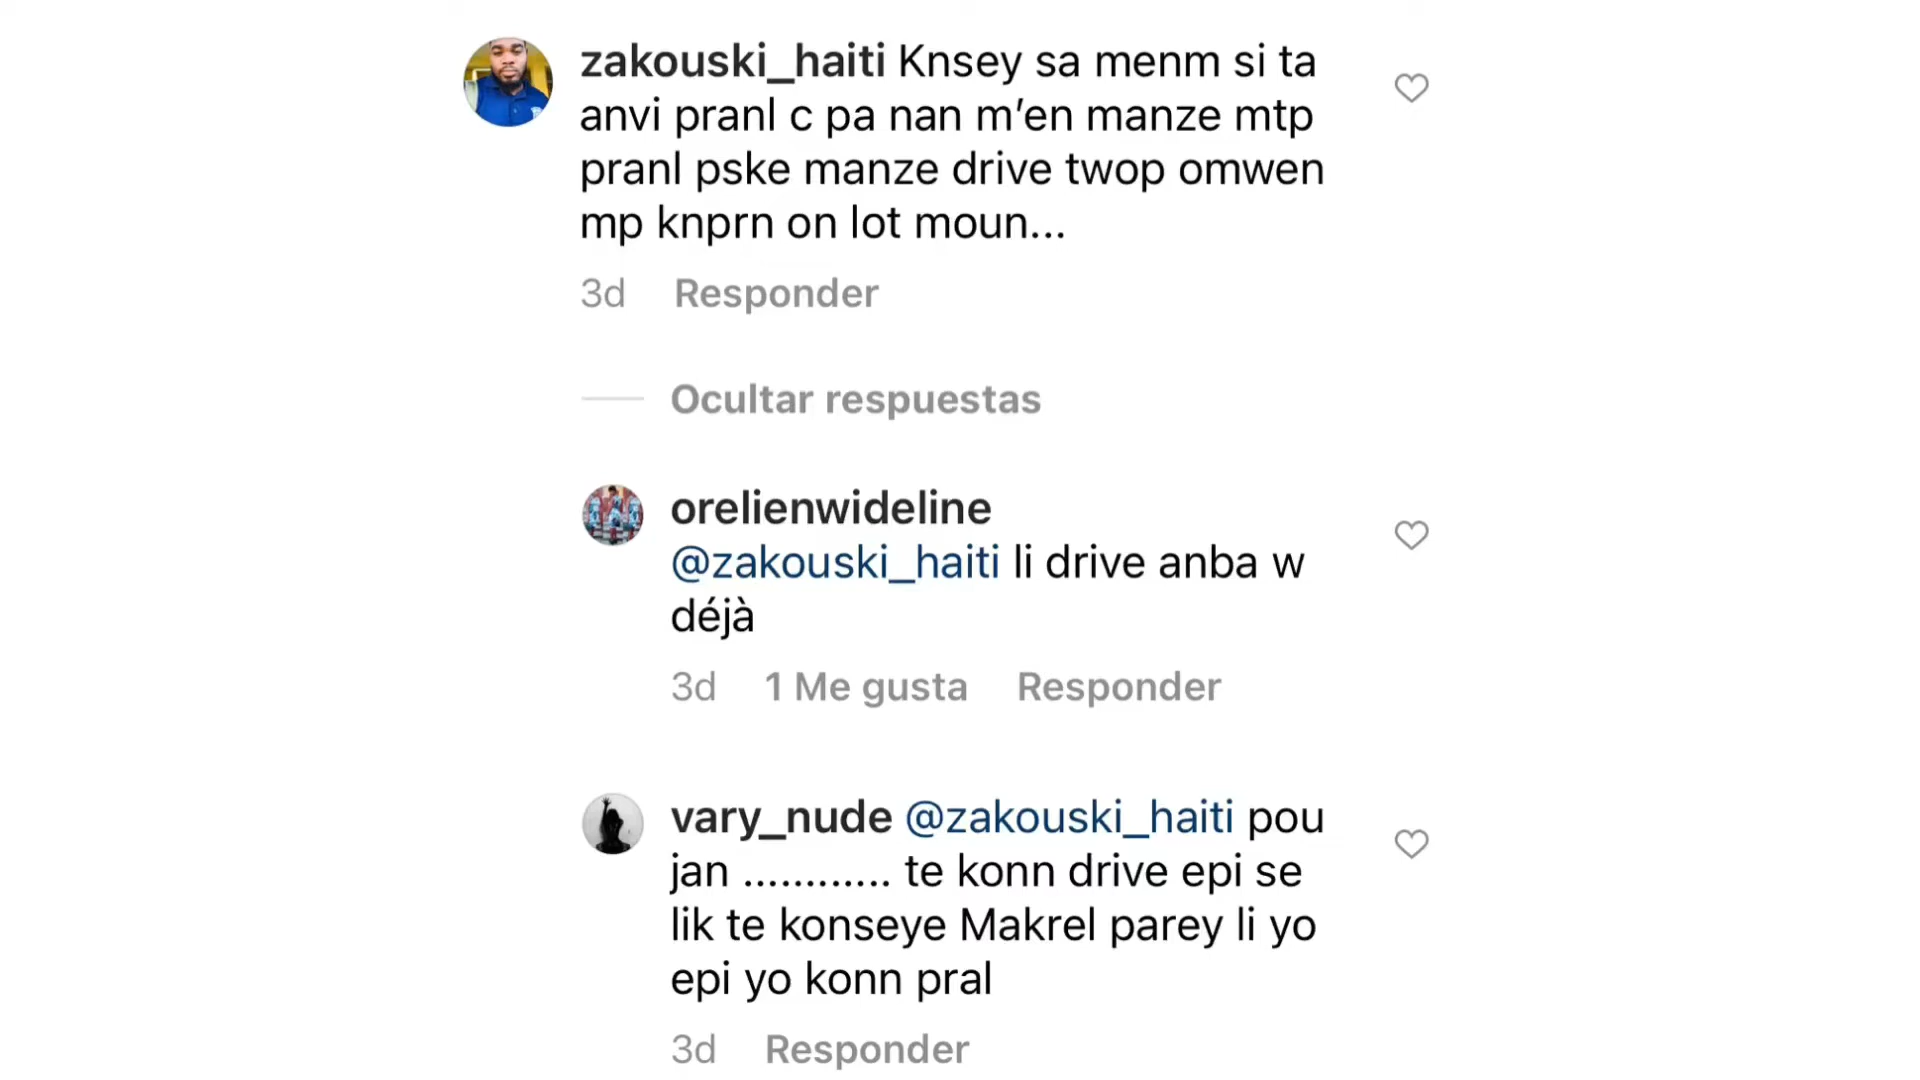 zakouski_haiti Knsey sa menm si ta
anvi pranl c pa nan m’en manze mtp
pranl pske manze drive twop omwen
mp knprn on lot moun...
3d Responder
Ocultar respuestas
orelienwideline
@zakouski_haiti li drive anba w
déjà
3d 1 Me gusta Responder
vary_nude @zakouski_haiti pou
jan ............ te konn drive epi se
lik te konseye Makrel parey li yo
epi yo konn pral
3d Responder